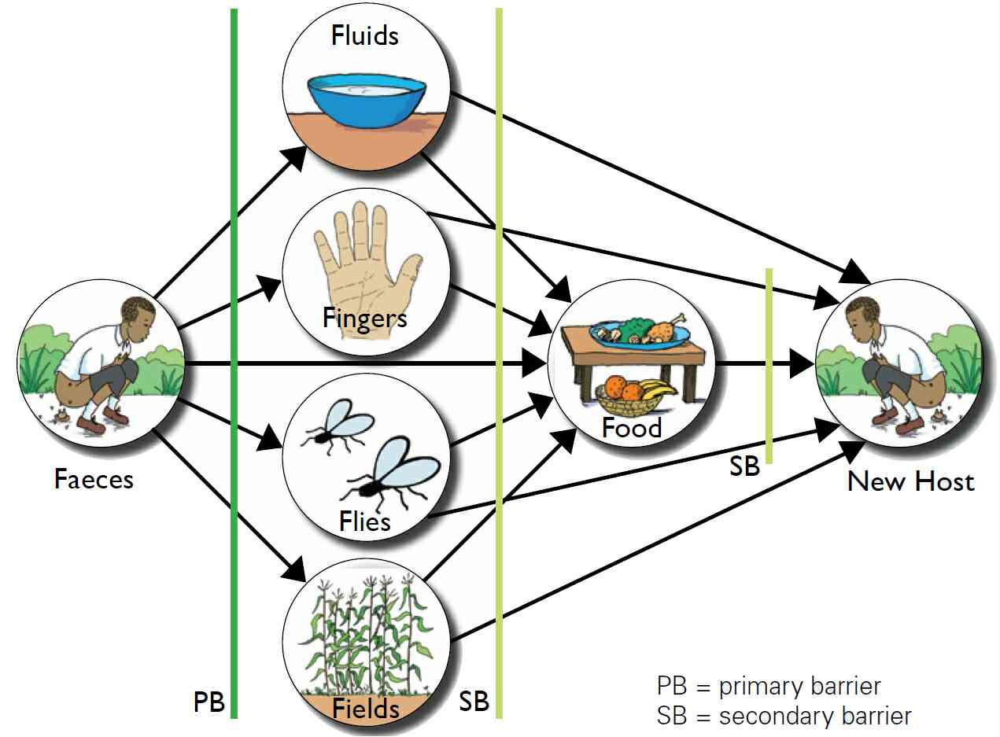 Fluids
Fingers
Faeces
Flies
Fields
Food
New Host
PB
SB
SB
PB = primary barrier
SB = secondary barrier